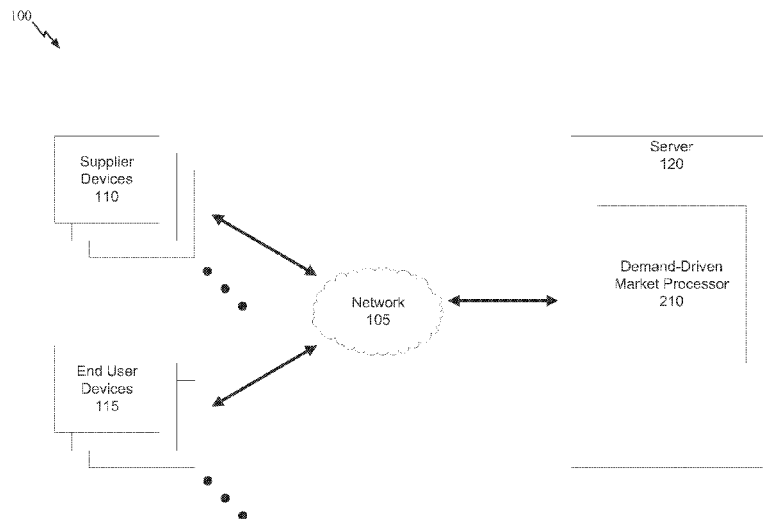 100
Supplier
Devices
110
Server
120
Demand-Driven
Market Processor
210
Network
105
End User
Devices
115